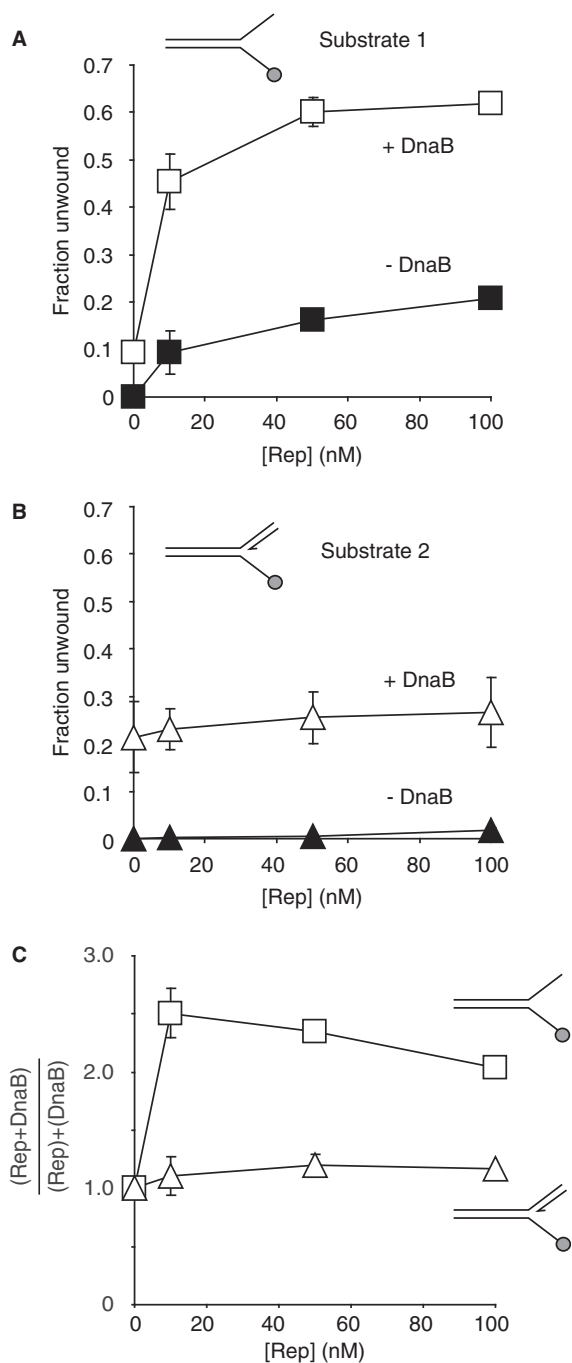 A
Substrate 1
0.7
0.6
0.5
0.4
0.3
0.2
0.1
0
Fraction unwound
+ DnaB
- DnaB
0 20 40 60 80 100
[Rep] (nM)
B
Substrate 2
0.7
0.6
0.5
0.4
0.3
0.2
0.1
0
Fraction unwound
+ DnaB
- DnaB
0 20 40 60 80 100
[Rep] (nM)
C
3.0
2.0
1.0
0
(Rep+DnaB)
(Rep)+(DnaB)
0 20 40 60 80 100
[Rep] (nM)